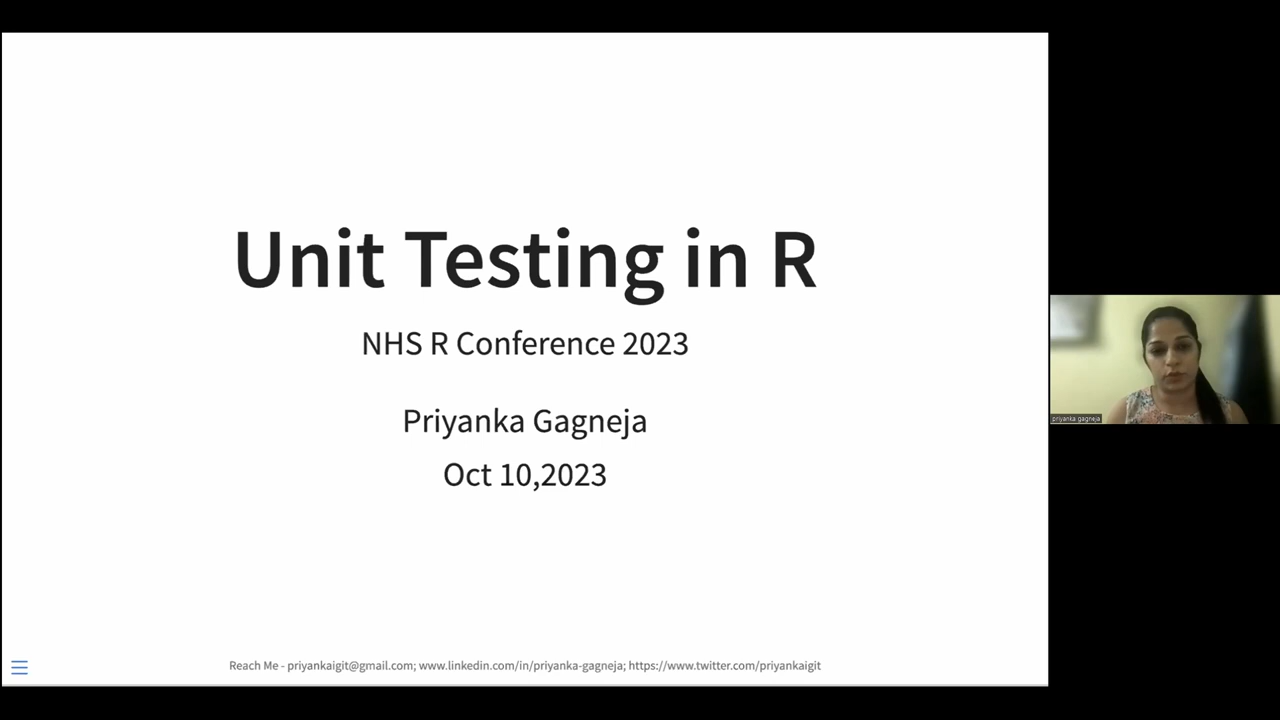 Unit Testing in R
NHS R Conference 2023
Priyanka Gagneja
Oct 10,2023
Reach Me - priyankaigit@gmail.com; www.linkedin.com/in/priyanka-gagneja; https://www.twitter.com/priyankaigit
priyanka gagneja